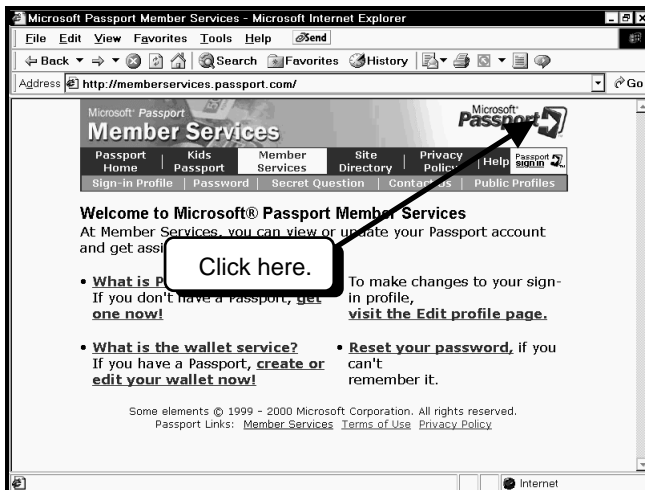 Microsoft Passport Member Services - Microsoft Internet Explorer
File Edit View Favorites Tools Help Send
Back Search Favorites History
Address http://memberservices.passport.com/ Go
Microsoft Passport
Member Services
Microsoft Passport
Passport Home Kids Passport Member Services Site Directory Privacy Policy Help Passport sign in
Sign-in Profile | Password | Secret Question | Contact Us | Public Profiles
Welcome to Microsoft® Passport Member Services
At Member Services, you can view or update your Passport account
and get
Click here.
• What is
If you don't have a Passport, get
one now!
To make changes to your sign-
in profile,
visit the Edit profile page.
• What is the wallet service?
If you have a Passport, create or
edit your wallet now!
• Reset your password, if you
can't
remember it.
Some elements © 1999 - 2000 Microsoft Corporation. All rights reserved.
Passport Links: Member Services Terms of Use Privacy Policy
Internet